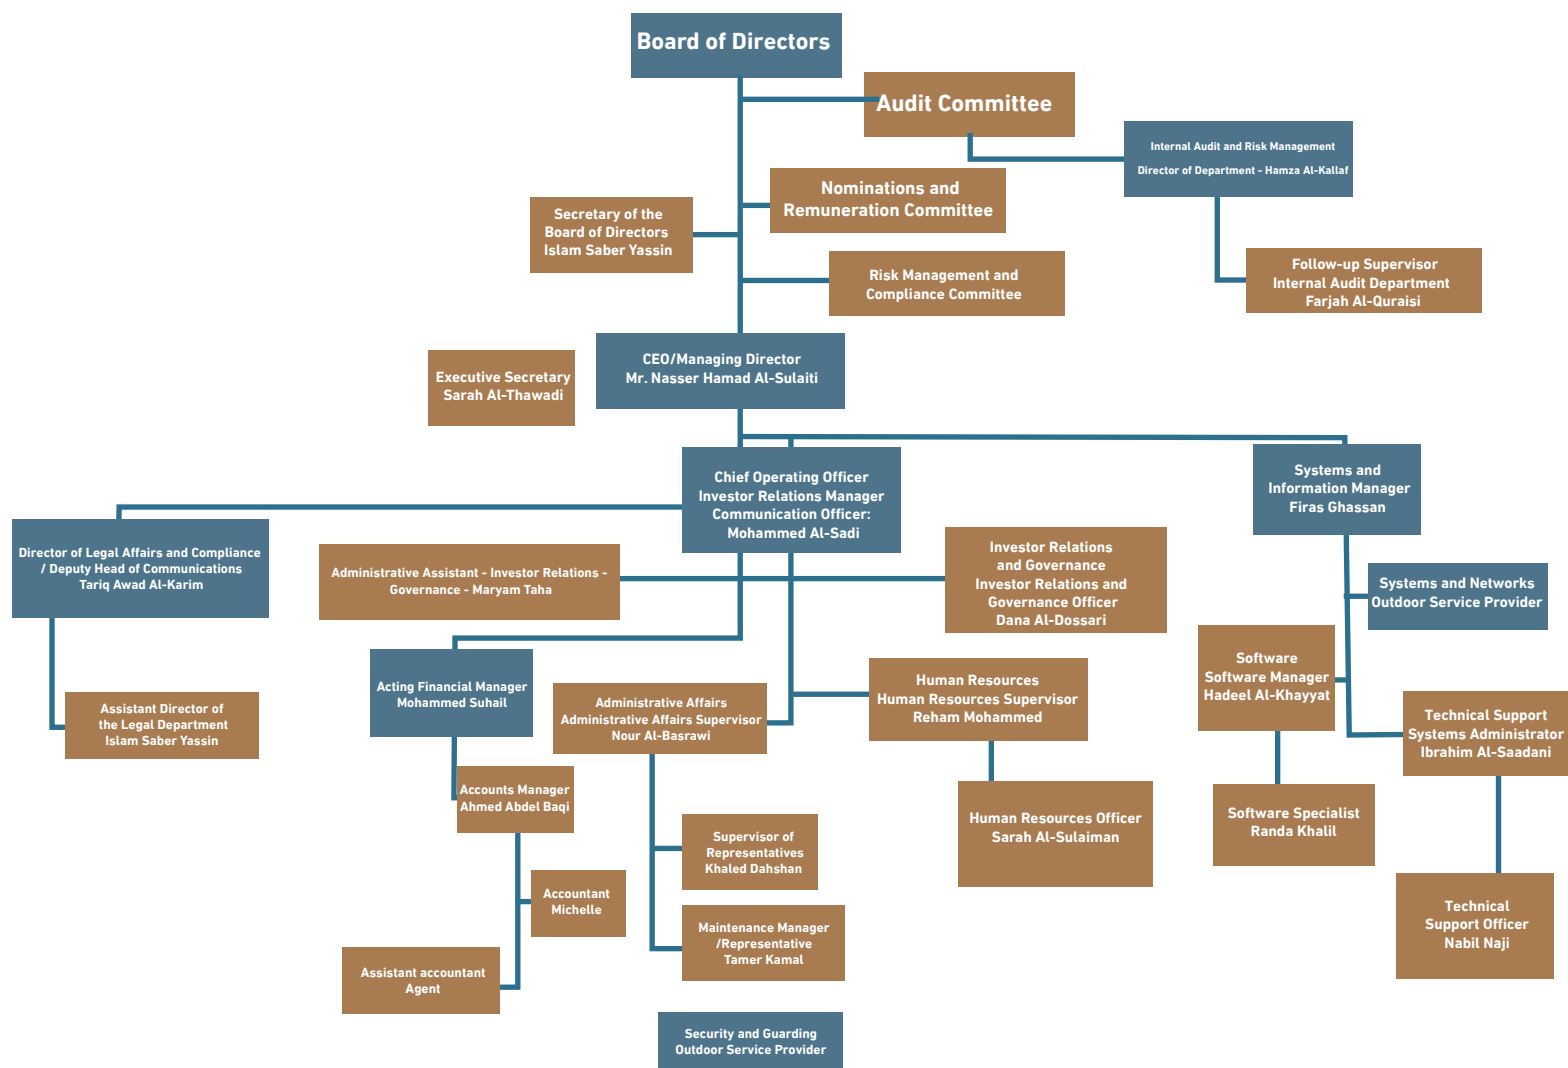 Board of Directors
Audit Committee
Internal Audit and Risk Management
Director of Department - Hamza Al-Kallaf
Nominations and
Remuneration Committee
Secretary of the
Board of Directors
Islam Saber Yassin
Risk Management and
Compliance Committee
Follow-up Supervisor
Internal Audit Department
Farjah Al-Quraisi
CEO/Managing Director
Mr. Nasser Hamad Al-Sulaiti
Executive Secretary
Sarah Al-Thawadi
Chief Operating Officer
Investor Relations Manager
Communication Officer:
Mohammed Al-Sadi
Systems and
Information Manager
Firas Ghassan
Director of Legal Affairs and Compliance
/ Deputy Head of Communications
Tariq Awad Al-Karim
Administrative Assistant - Investor Relations -
Governance - Maryam Taha
Investor Relations
and Governance
Investor Relations and
Governance Officer
Dana Al-Dossari
Systems and Networks
Outdoor Service Provider
Software
Software Manager
Hadeel Al-Khayyat
Acting Financial Manager
Mohammed Suhail
Administrative Affairs
Administrative Affairs Supervisor
Nour Al-Basrawi
Human Resources
Human Resources Supervisor
Reham Mohammed
Assistant Director of
the Legal Department
Islam Saber Yassin
Technical Support
Systems Administrator
Ibrahim Al-Saadani
Accounts Manager
Ahmed Abdel Baqi
Human Resources Officer
Sarah Al-Sulaiman
Software Specialist
Randa Khalil
Supervisor of
Representatives
Khaled Dahshan
Accountant
Michelle
Technical
Support Officer
Nabil Naji
Maintenance Manager
/Representative
Tamer Kamal
Assistant accountant
Agent
Security and Guarding
Outdoor Service Provider